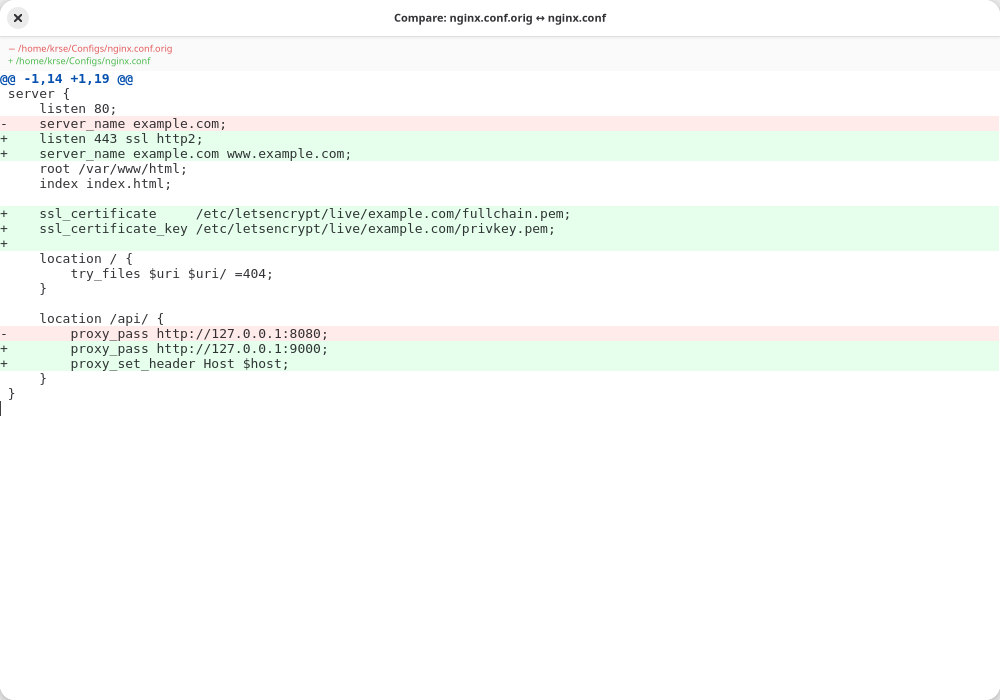 Compare: nginx.conf.orig ↔ nginx.conf
— /home/krse/Configs/nginx.conf.orig
+ /home/krse/Configs/nginx.conf
@@ -1,14 +1,19 @@
 server {
     listen 80;
-    server_name example.com;
+    listen 443 ssl http2;
+    server_name example.com www.example.com;
     root /var/www/html;
     index index.html;

+    ssl_certificate     /etc/letsencrypt/live/example.com/fullchain.pem;
+    ssl_certificate_key /etc/letsencrypt/live/example.com/privkey.pem;
+
     location / {
         try_files $uri $uri/ =404;
     }

     location /api/ {
-        proxy_pass http://127.0.0.1:8080;
+        proxy_pass http://127.0.0.1:9000;
+        proxy_set_header Host $host;
     }
 }